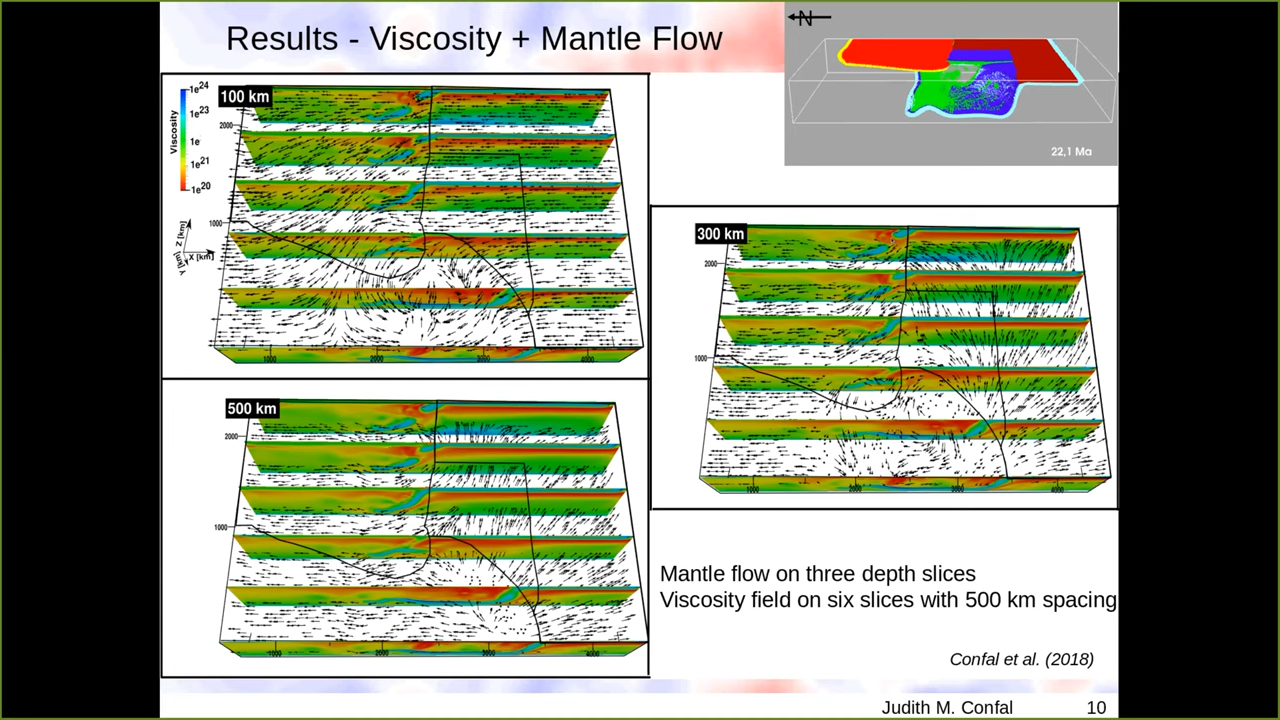 Results - Viscosity + Mantle Flow
N
22,1 Ma
100 km
Viscosity
1e24
1e23
1e
1e21
1e20
2000
1000
Z [km]
Y [km]
X [km]
1000
2000
3000
4000
300 km
2000
1000
1000
2000
3000
4000
500 km
2000
1000
1000
2000
3000
4000
Mantle flow on three depth slices
Viscosity field on six slices with 500 km spacing
Confal et al. (2018)
Judith M. Confal
10